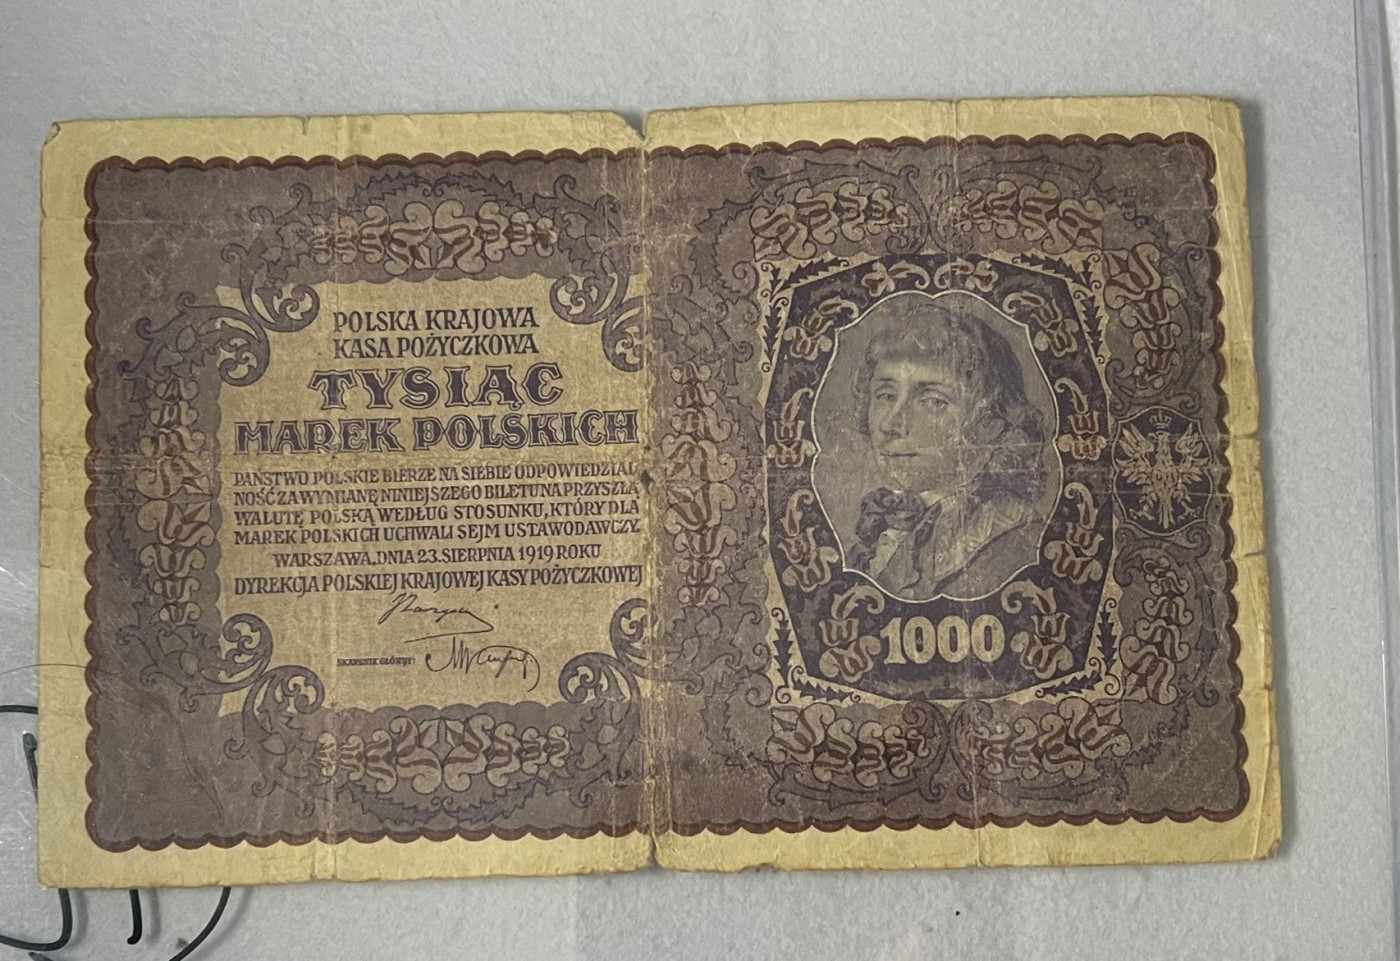 POLSKA KRAJOWA
KASA POŻYCZKOWA
TYSIĄC
MAREK POLSKICH
PAŃSTWO POLSKIE BIERZE NA SIEBIE ODPOWIEDZIAL
NOŚĆ ZA WYMIANĘ NINIEJSZEGO BILETU NA PRZYSZŁĄ
WALUTĘ POLSKĄ WEDŁUG STOSUNKU, KTÓRY DLA
MAREK POLSKICH UCHWALI SEJM USTAWODAWCZY.
WARSZAWA, DNIA 23. SIERPNIA 1919 ROKU
DYREKCJA POLSKIEJ KRAJOWEJ KASY POŻYCZKOWEJ
SKARBNIK GŁÓWNY:
1000